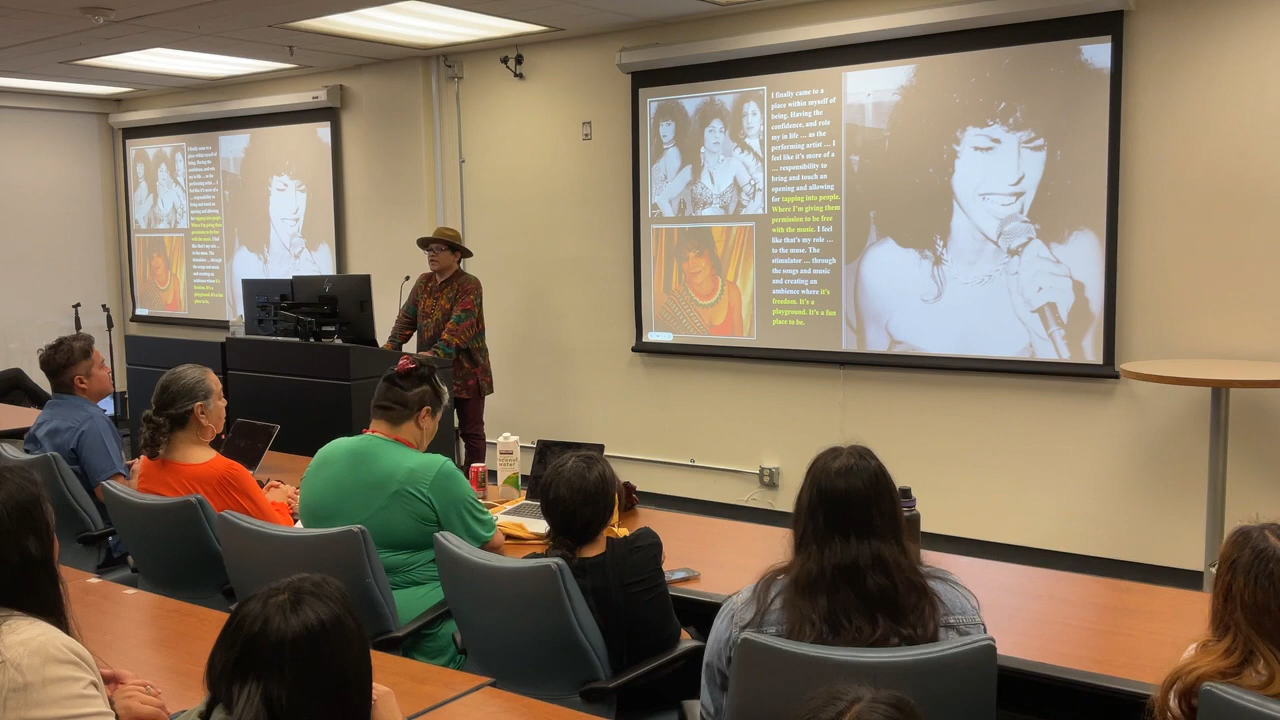 I finally came to a
place within myself of
being. Having the
confidence, and rote
my in life ... as the
performing artist ... I
feel like it's more of a
... responsibility to
bring and touch an
opening and allowing
for tapping into people.
Where I'm giving them
permission to be free
with the music. I feel
like that's my role ...
to the muse. The
stimulator ... through
the songs and music
and creating an
ambience where it's
freedom. It's a
playground. It's a fun
place to be.